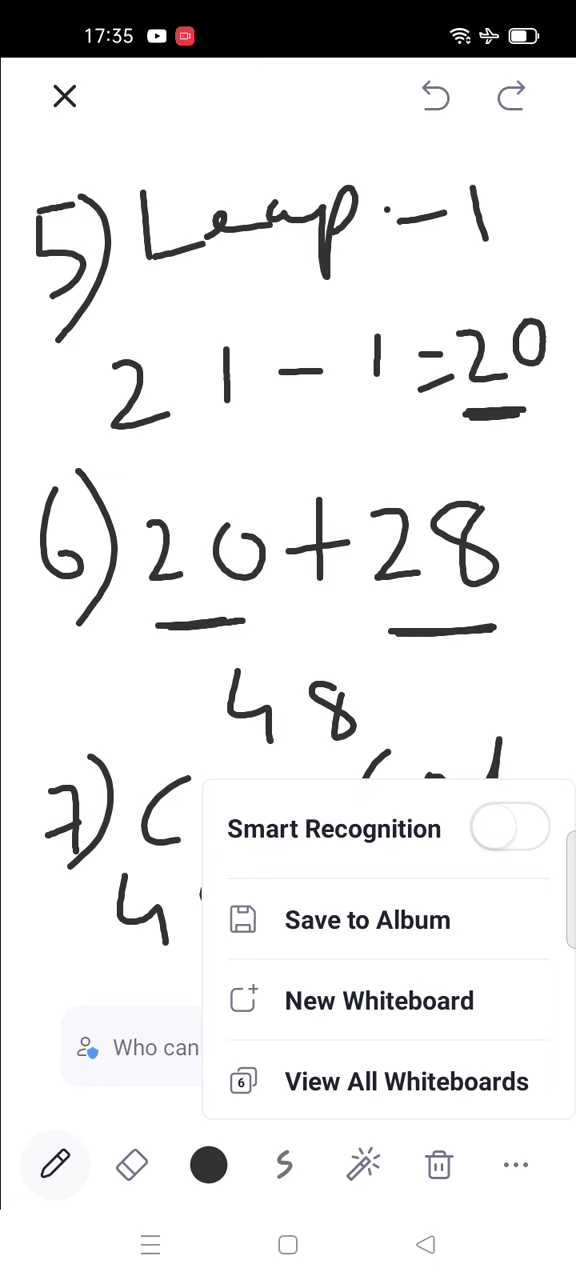 17:35
5) Leap :- 1
21 - 1 = 20
6) 20 + 28
48
7) C
4
Smart Recognition
Save to Album
New Whiteboard
6 View All Whiteboards
Who can